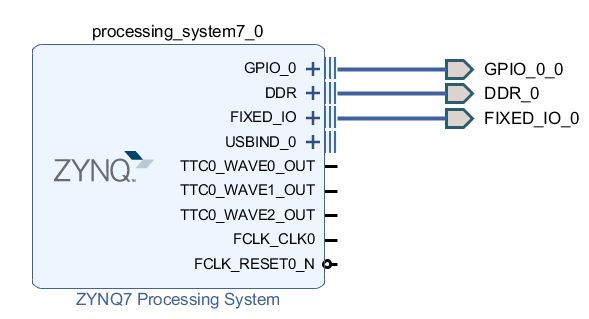 processing_system7_0
GPIO_0
GPIO_0_0
DDR
DDR_0
FIXED_IO
FIXED_IO_0
USBIND_0
TTC0_WAVE0_OUT
TTC0_WAVE1_OUT
TTC0_WAVE2_OUT
FCLK_CLK0
FCLK_RESET0_N
ZYNQ
ZYNQ7 Processing System